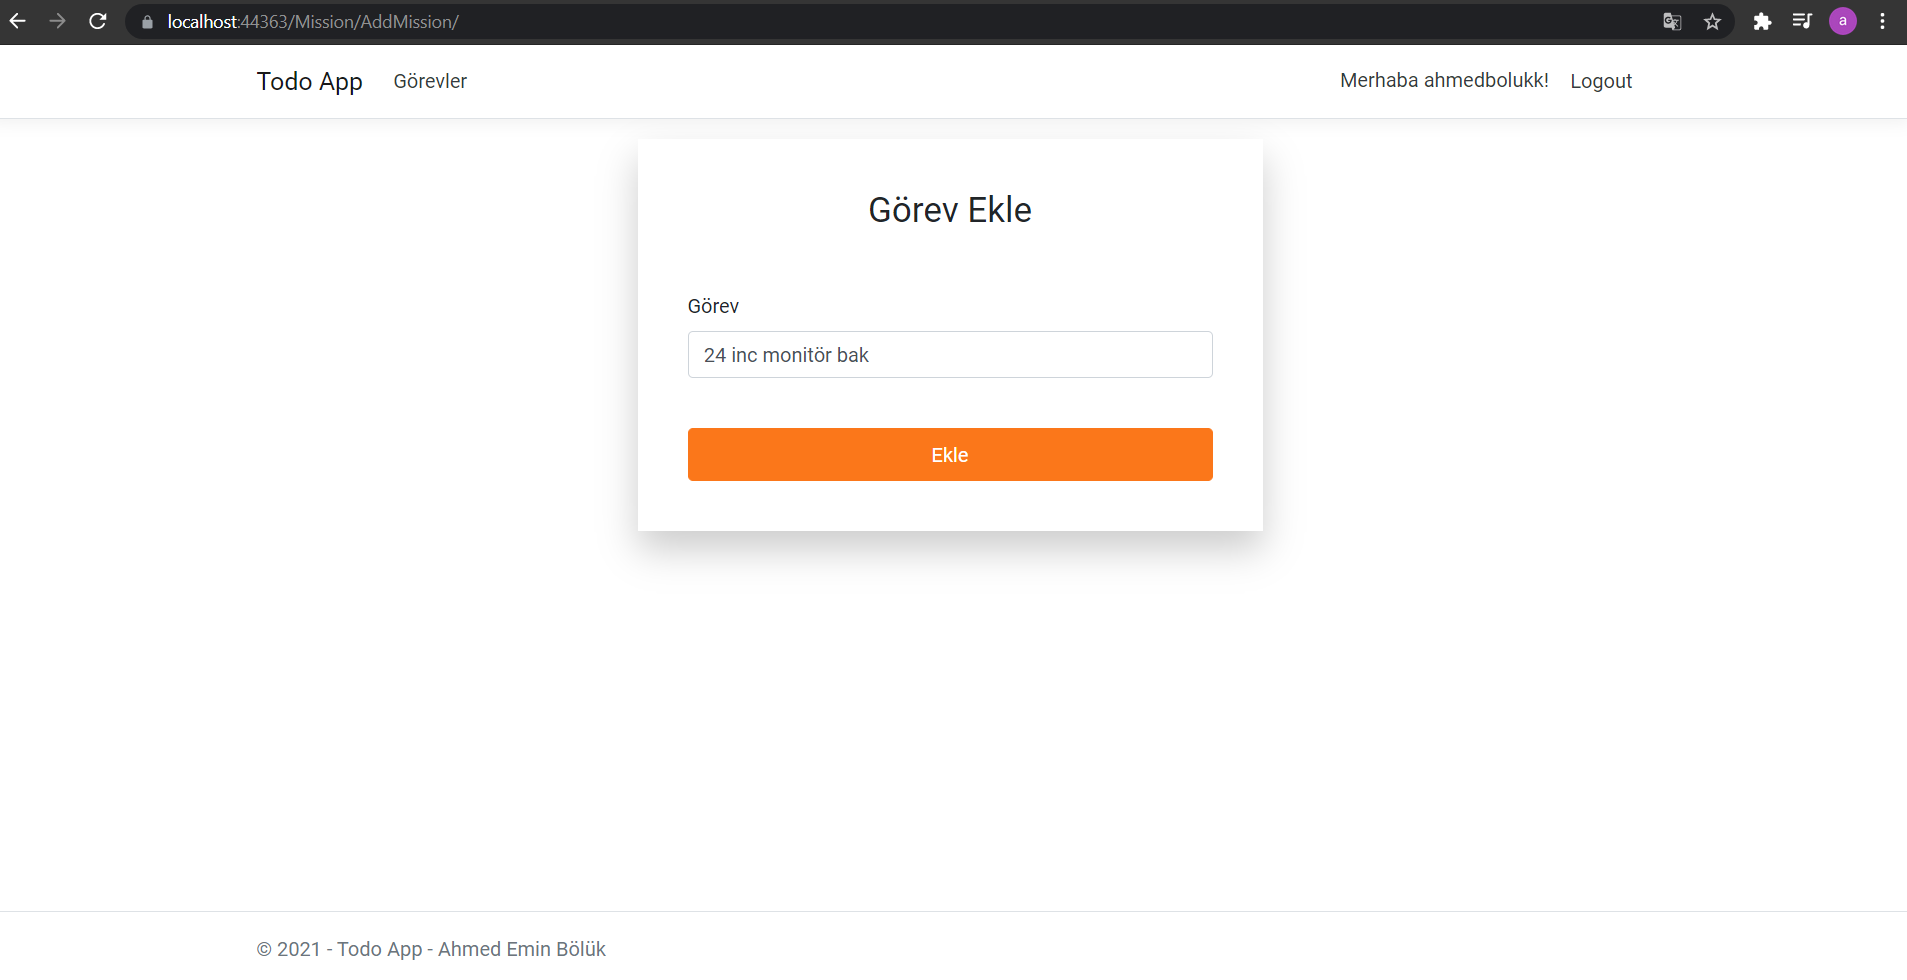 localhost:44363/Mission/AddMission/
a
Todo App Görevler Merhaba ahmedbolukk! Logout
Görev Ekle
Görev
24 inc monitör bak
Ekle
© 2021 - Todo App - Ahmed Emin Bölük